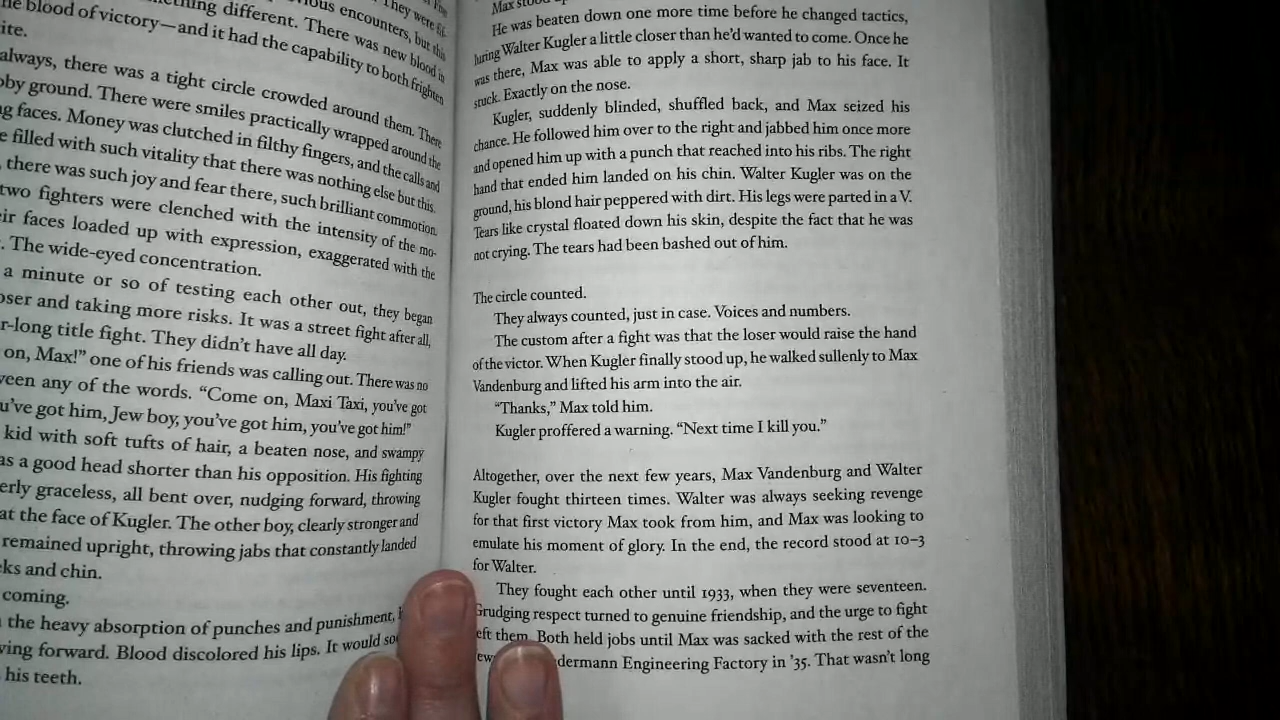 They were
vious encounters, but this
thing different. There was new blood in
he blood of victory—and it had the capability to both frighten
ite.
always, there was a tight circle crowded around them. There
bby ground. There were smiles practically wrapped around the
g faces. Money was clutched in filthy fingers, and the calls and
e filled with such vitality that there was nothing else but this.
, there was such joy and fear there, such brilliant commotion.
two fighters were clenched with the intensity of the mo-
ir faces loaded up with expression, exaggerated with the
. The wide-eyed concentration.
a minute or so of testing each other out, they began
oser and taking more risks. It was a street fight after all,
r-long title fight. They didn't have all day.
on, Max!" one of his friends was calling out. There was no
ween any of the words. "Come on, Maxi Taxi, you've got
u've got him, Jew boy, you've got him, you've got him!"
kid with soft tufts of hair, a beaten nose, and swampy
as a good head shorter than his opposition. His fighting
erly graceless, all bent over, nudging forward, throwing
at the face of Kugler. The other boy, clearly stronger and
remained upright, throwing jabs that constantly landed
ks and chin.
coming.
the heavy absorption of punches and punishment,
ving forward. Blood discolored his lips. It would so
his teeth.
Max stood up
He was beaten down one more time before he changed tactics,
luring Walter Kugler a little closer than he'd wanted to come. Once he
was there, Max was able to apply a short, sharp jab to his face. It
stuck. Exactly on the nose.
Kugler, suddenly blinded, shuffled back, and Max seized his
chance. He followed him over to the right and jabbed him once more
and opened him up with a punch that reached into his ribs. The right
hand that ended him landed on his chin. Walter Kugler was on the
ground, his blond hair peppered with dirt. His legs were parted in a V.
Tears like crystal floated down his skin, despite the fact that he was
not crying. The tears had been bashed out of him.
The circle counted.
They always counted, just in case. Voices and numbers.
The custom after a fight was that the loser would raise the hand
of the victor. When Kugler finally stood up, he walked sullenly to Max
Vandenburg and lifted his arm into the air.
"Thanks," Max told him.
Kugler proffered a warning. "Next time I kill you."
Altogether, over the next few years, Max Vandenburg and Walter
Kugler fought thirteen times. Walter was always seeking revenge
for that first victory Max took from him, and Max was looking to
emulate his moment of glory. In the end, the record stood at 10–3
for Walter.
They fought each other until 1933, when they were seventeen.
Grudging respect turned to genuine friendship, and the urge to fight
eft them. Both held jobs until Max was sacked with the rest of the
ew dermann Engineering Factory in '35. That wasn't long